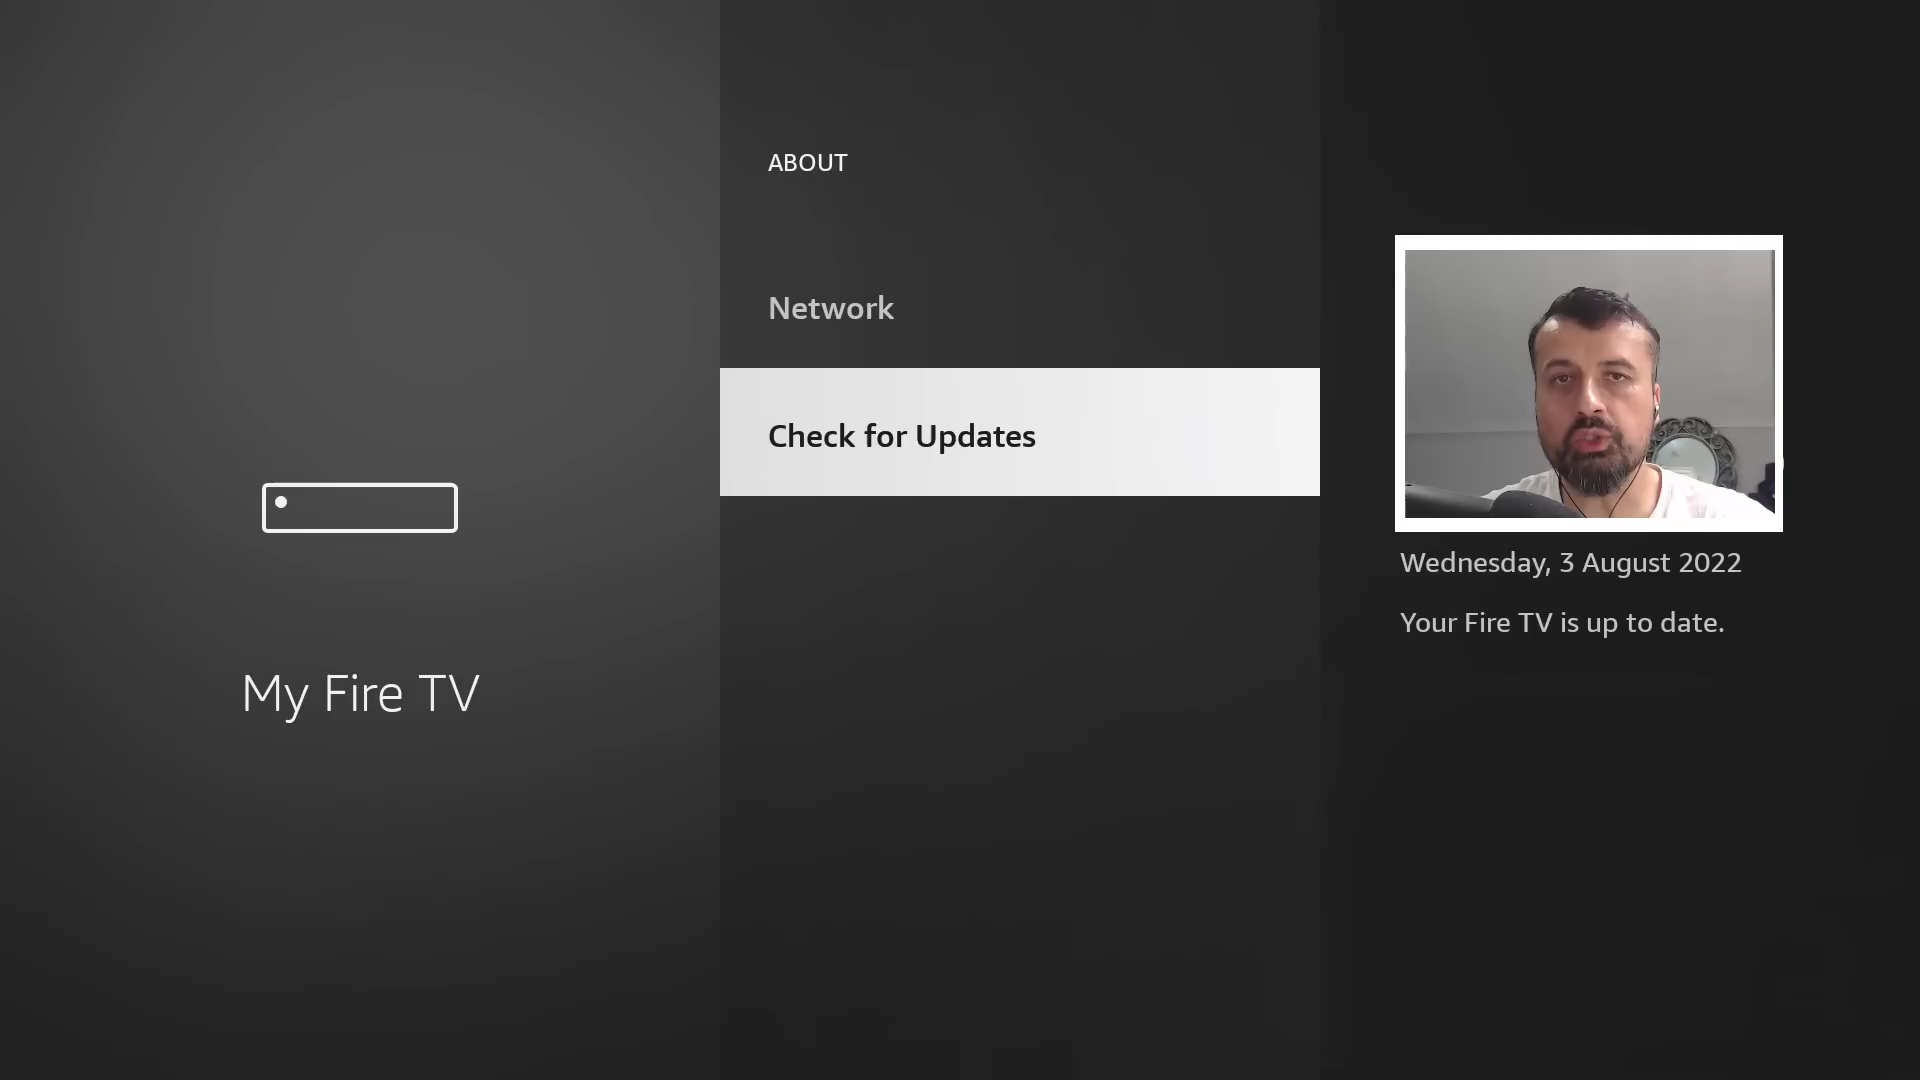 ABOUT
Network
Check for Updates
My Fire TV
Wednesday, 3 August 2022
Your Fire TV is up to date.